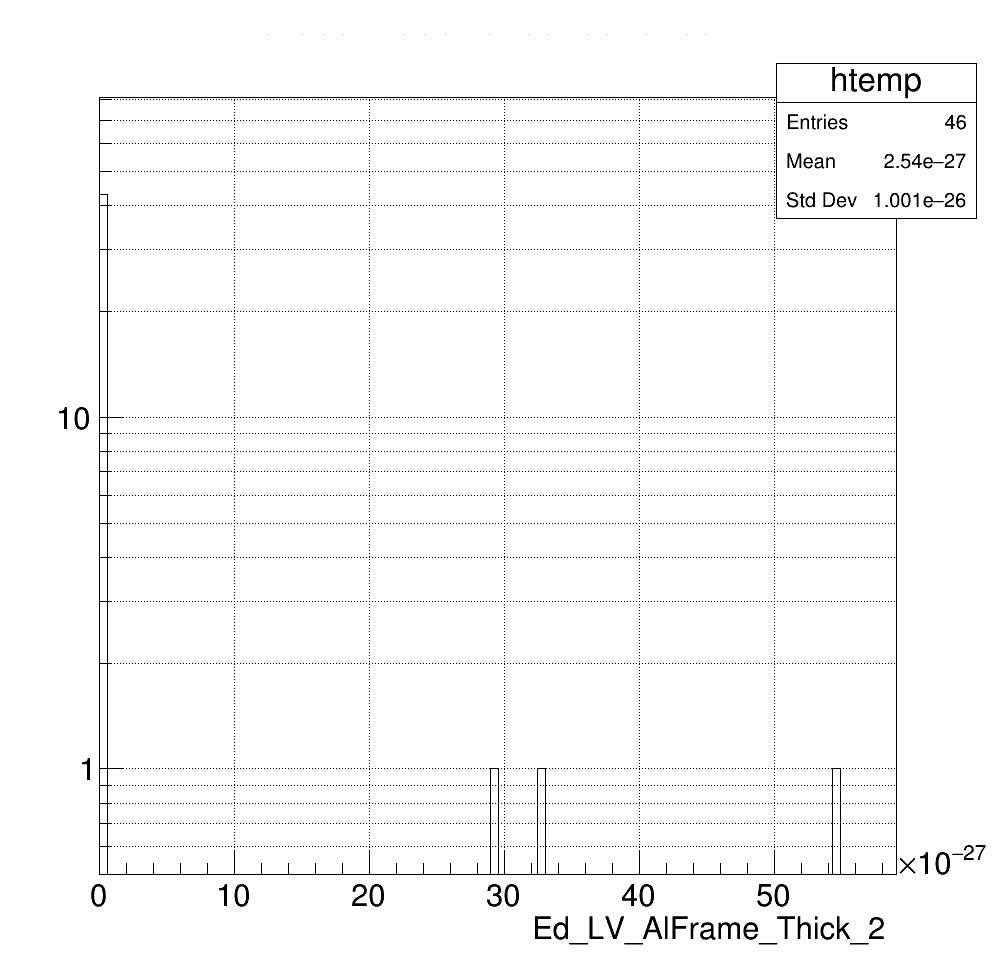 htemp
Entries 46
Mean 2.54e–27
Std Dev 1.001e–26
10
1
0 10 20 30 40 50
×10–27
Ed_LV_AlFrame_Thick_2